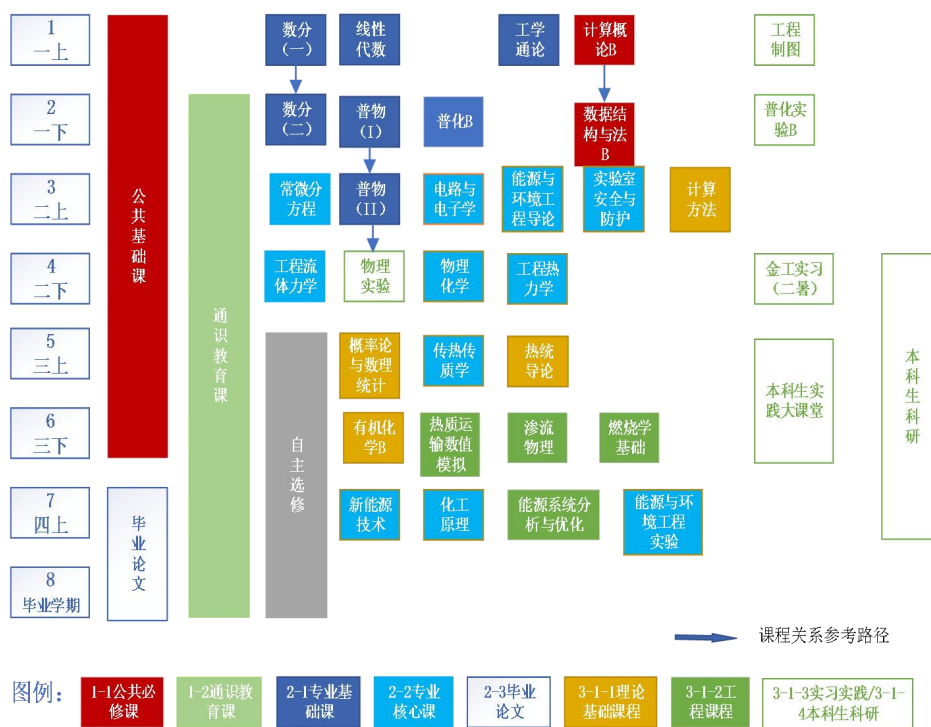 1
一上
数分
(一)
线性
代数
工学
通论
计算概
论B
工程
制图
2
一下
数分
(二)
普物
(I)
普化B
数据结
构与法
B
普化实
验B
3
二上
常微分
方程
普物
(II)
电路与
电子学
能源与
环境工
程导论
实验室
安全与
防护
计算
方法
公共基础课
4
二下
工程流
体力学
物理
实验
物理
化学
工程热
力学
金工实习
(二暑)
通识教育课
5
三上
概率论
与数理
统计
传热传
质学
热统
导论
本科生实
践大课堂
本科生科研
6
三下
自主选修
有机化
学B
热质运
输数值
模拟
渗流
物理
燃烧学
基础
7
四上
毕业论文
新能源
技术
化工
原理
能源系统分
析与优化
能源与环
境工程
实验
8
毕业学期
课程关系参考路径
图例:
1-1公共必
修课
1-2通识教
育课
2-1专业基
础课
2-2专业
核心课
2-3毕业
论文
3-1-1理论
基础课程
3-1-2工
程课程
3-1-3实习实践/3-1-
4本科生科研